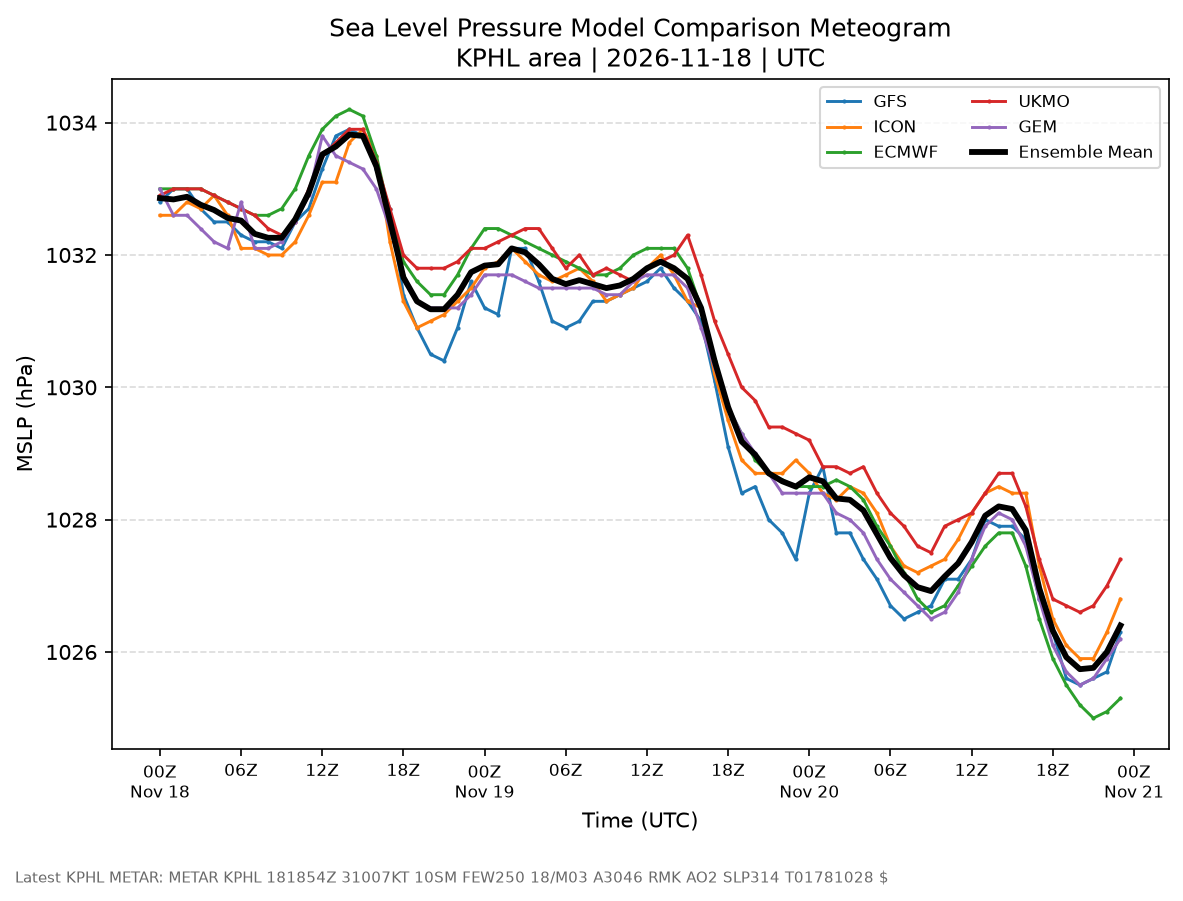 Sea Level Pressure Model Comparison Meteogram
KPHL area | 2026-11-18 | UTC
GFS
ICON
ECMWF
UKMO
GEM
Ensemble Mean
MSLP (hPa)
1034
1032
1030
1028
1026
00Z 06Z 12Z 18Z 00Z 06Z 12Z 18Z 00Z 06Z 12Z 18Z 00Z
Nov 18 Nov 19 Nov 20 Nov 21
Time (UTC)
Latest KPHL METAR: METAR KPHL 181854Z 31007KT 10SM FEW250 18/M03 A3046 RMK AO2 SLP314 T01781028 $